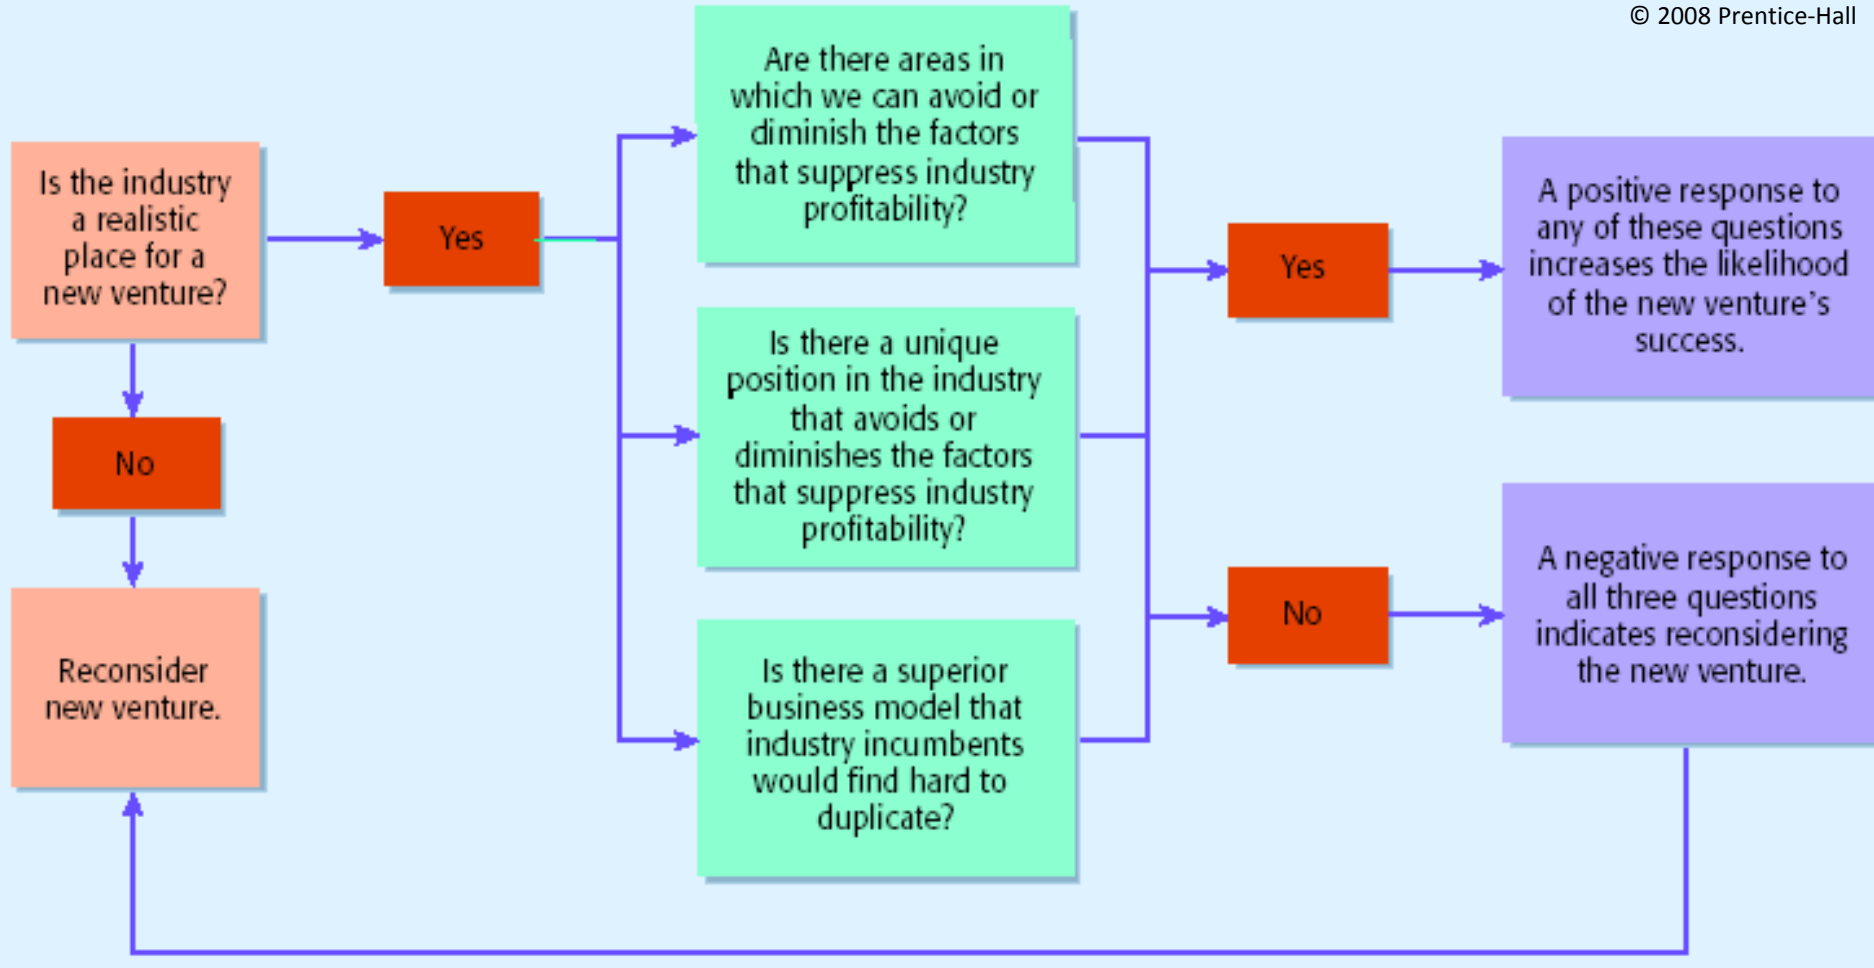 © 2008 Prentice-Hall
Is the industry
a realistic
place for a
new venture?
Yes
No
Reconsider
new venture.
Are there areas in
which we can avoid or
diminish the factors
that suppress industry
profitability?
Is there a unique
position in the industry
that avoids or
diminishes the factors
that suppress industry
profitability?
Is there a superior
business model that
industry incumbents
would find hard to
duplicate?
Yes
No
A positive response to
any of these questions
increases the likelihood
of the new venture's
success.
A negative response to
all three questions
indicates reconsidering
the new venture.